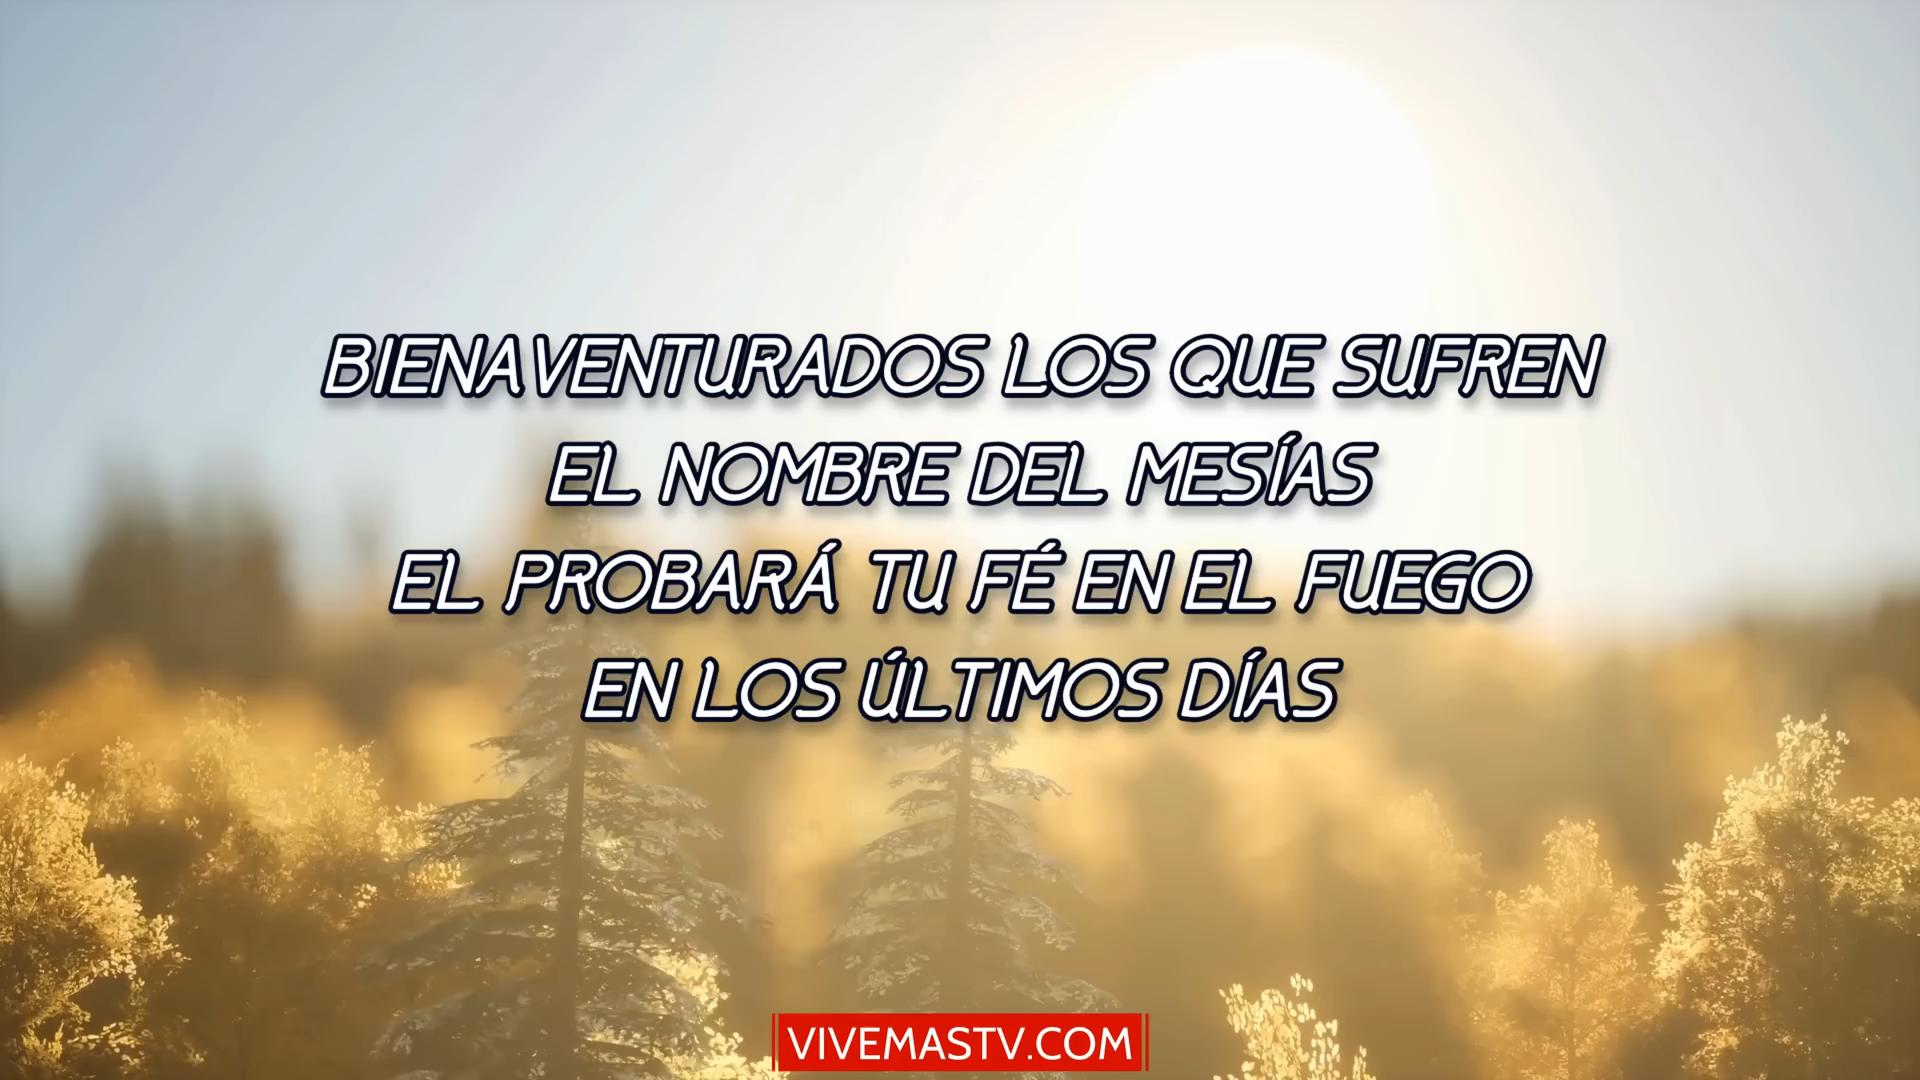 BIENAVENTURADOS LOS QUE SUFREN
EL NOMBRE DEL MESÍAS
EL PROBARÁ TU FÉ EN EL FUEGO
EN LOS ÚLTIMOS DÍAS
VIVEMASTV.COM